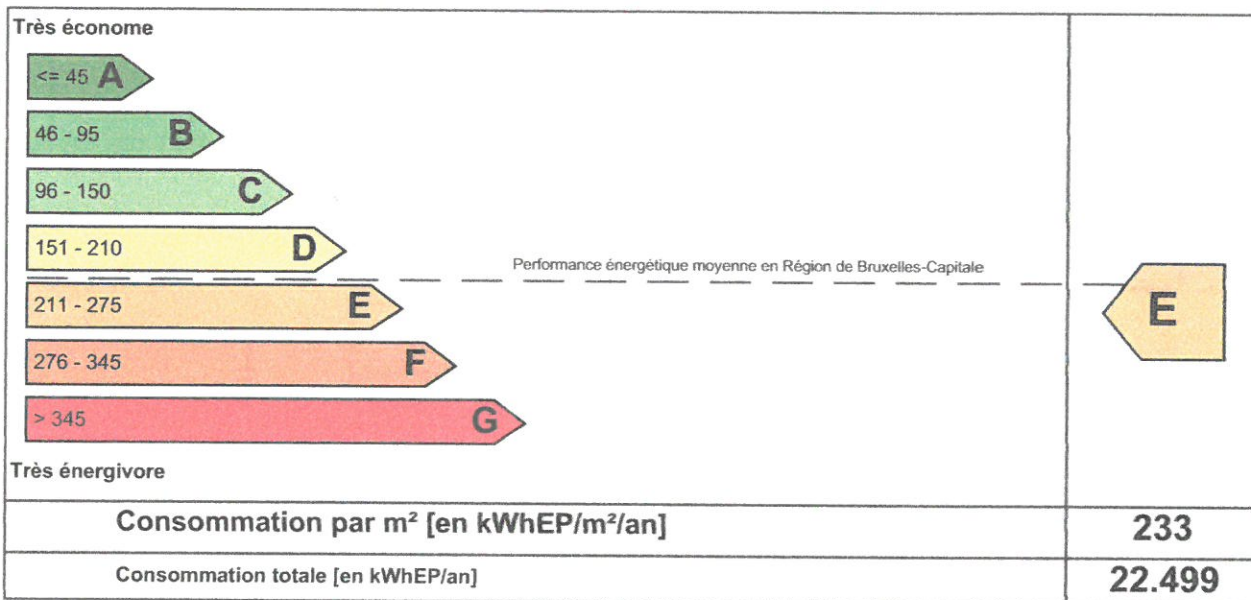 Très économe
<= 45 A
46 - 95 B
96 - 150 C
151 - 210 D
Performance énergétique moyenne en Région de Bruxelles-Capitale
211 - 275 E
E
276 - 345 F
> 345 G
Très énergivore
Consommation par m² [en kWhEP/m²/an] 233
Consommation totale [en kWhEP/an] 22.499